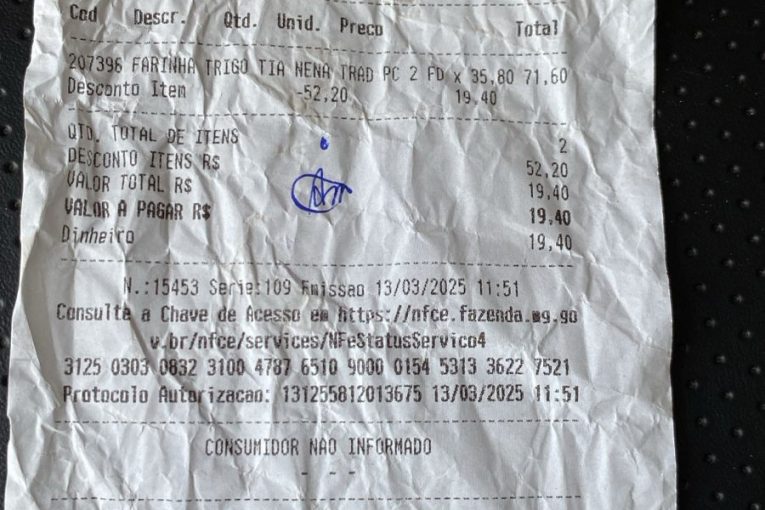 Cod Descr. Qtd. Unid. Preco Total
207396 FARINHA TRIGO TIA NENA TRAD PC 2 FD x 35,80 71,60
Desconto Item -52,20 19,40
QTD. TOTAL DE ITENS 2
DESCONTO ITENS R$ 52,20
VALOR TOTAL R$ 19,40
VALOR A PAGAR R$ 19,40
Dinheiro 19,40
N.:15453 Serie:109 Emissao 13/03/2025 11:51
Consulte a Chave de Acesso em https://nfce.fazenda.mg.go
v.br/nfce/services/NFeStatusServico4
3125 0303 0832 3100 4787 6510 9000 0154 5313 3622 7521
Protocolo Autorizacao: 131255812013675 13/03/2025 11:51
CONSUMIDOR NAO INFORMADO
- - -